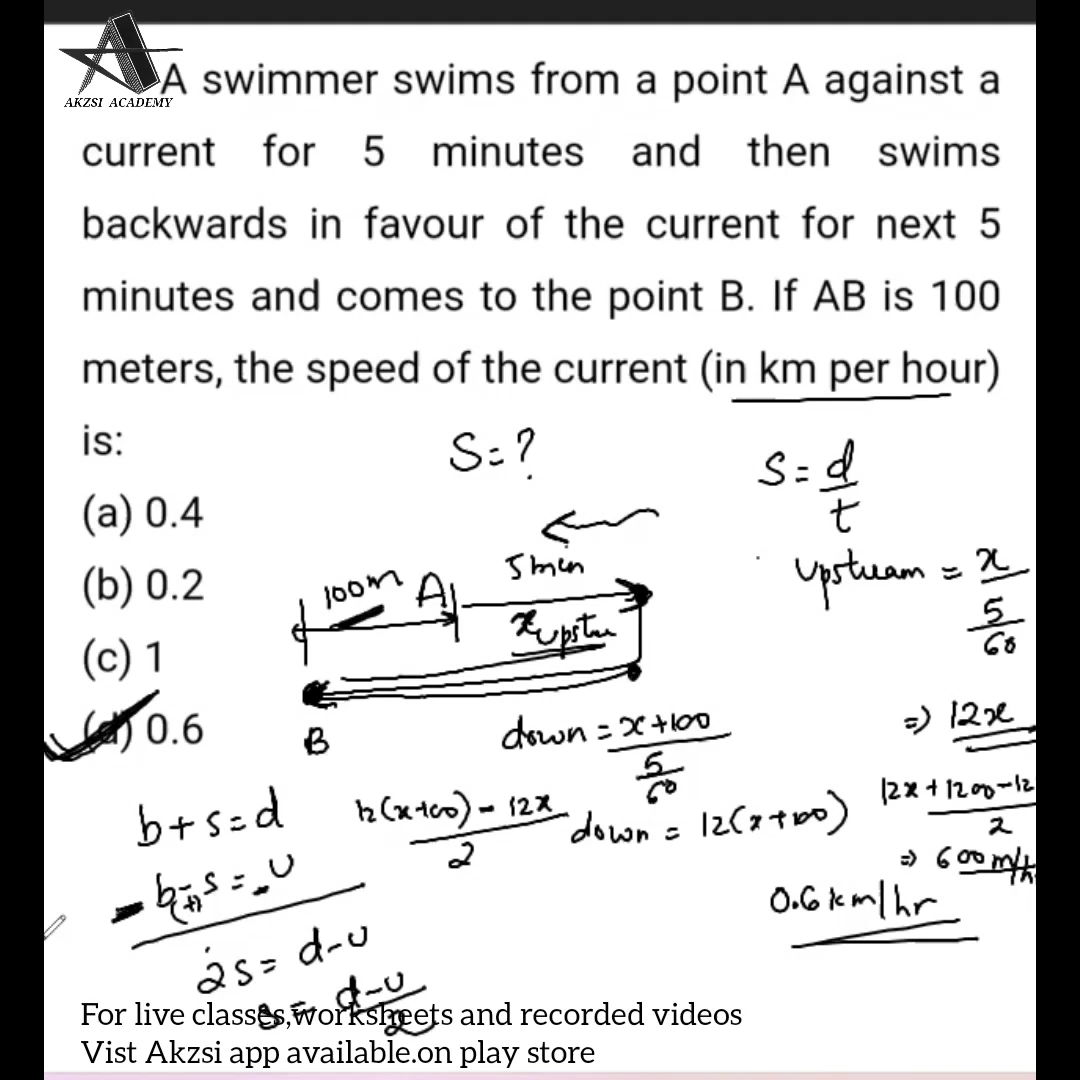 A swimmer swims from a point A against a
AKZSI ACADEMY
current for 5 minutes and then swims
backwards in favour of the current for next 5
minutes and comes to the point B. If AB is 100
meters, the speed of the current (in km per hour)
is:
S=?
S = d/t
(a) 0.4
(b) 0.2
(c) 1
(d) 0.6
100m A
5min
x upstre
B
Upstream = x / 5/60
=> 12x
down = x+100 / 5/60
down = 12(x+100)
12(x+100) - 12x / 2
12x+1200-12 / 2
=> 600 m/h
0.6 km/hr
b+s=d
- b-s=-u
(+)
2s= d-u
s= d-u/2
For live classes,worksheets and recorded videos
Vist Akzsi app available.on play store